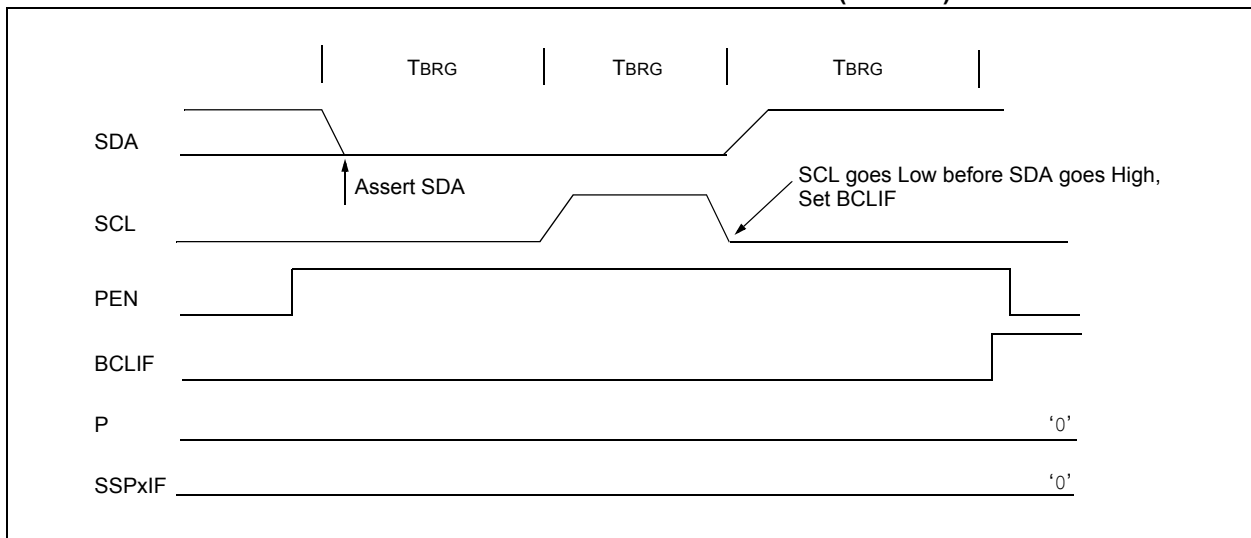 TBRG TBRG TBRG
SDA
Assert SDA
SCL goes Low before SDA goes High,
Set BCLIF
SCL
PEN
BCLIF
P
‘0’
SSPxIF
‘0’